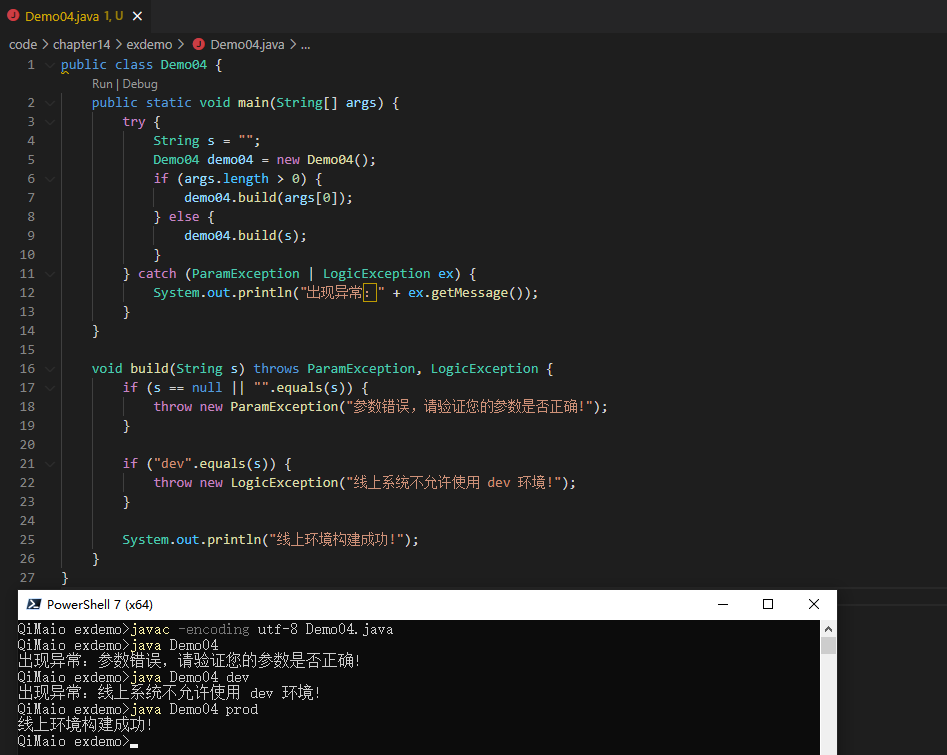 Demo04.java 1, U
code > chapter14 > exdemo > Demo04.java > ...
1 public class Demo04 {
Run | Debug
2 public static void main(String[] args) {
3 try {
4 String s = "";
5 Demo04 demo04 = new Demo04();
6 if (args.length > 0) {
7 demo04.build(args[0]);
8 } else {
9 demo04.build(s);
10 }
11 } catch (ParamException | LogicException ex) {
12 System.out.println("出现异常：" + ex.getMessage());
13 }
14 }
15
16 void build(String s) throws ParamException, LogicException {
17 if (s == null || "".equals(s)) {
18 throw new ParamException("参数错误，请验证您的参数是否正确!");
19 }
20
21 if ("dev".equals(s)) {
22 throw new LogicException("线上系统不允许使用 dev 环境!");
23 }
24
25 System.out.println("线上环境构建成功!");
26 }
27 }
PowerShell 7 (x64)
QiMaio exdemo>javac -encoding utf-8 Demo04.java
QiMaio exdemo>java Demo04
出现异常：参数错误，请验证您的参数是否正确!
QiMaio exdemo>java Demo04 dev
出现异常：线上系统不允许使用 dev 环境!
QiMaio exdemo>java Demo04 prod
线上环境构建成功!
QiMaio exdemo>